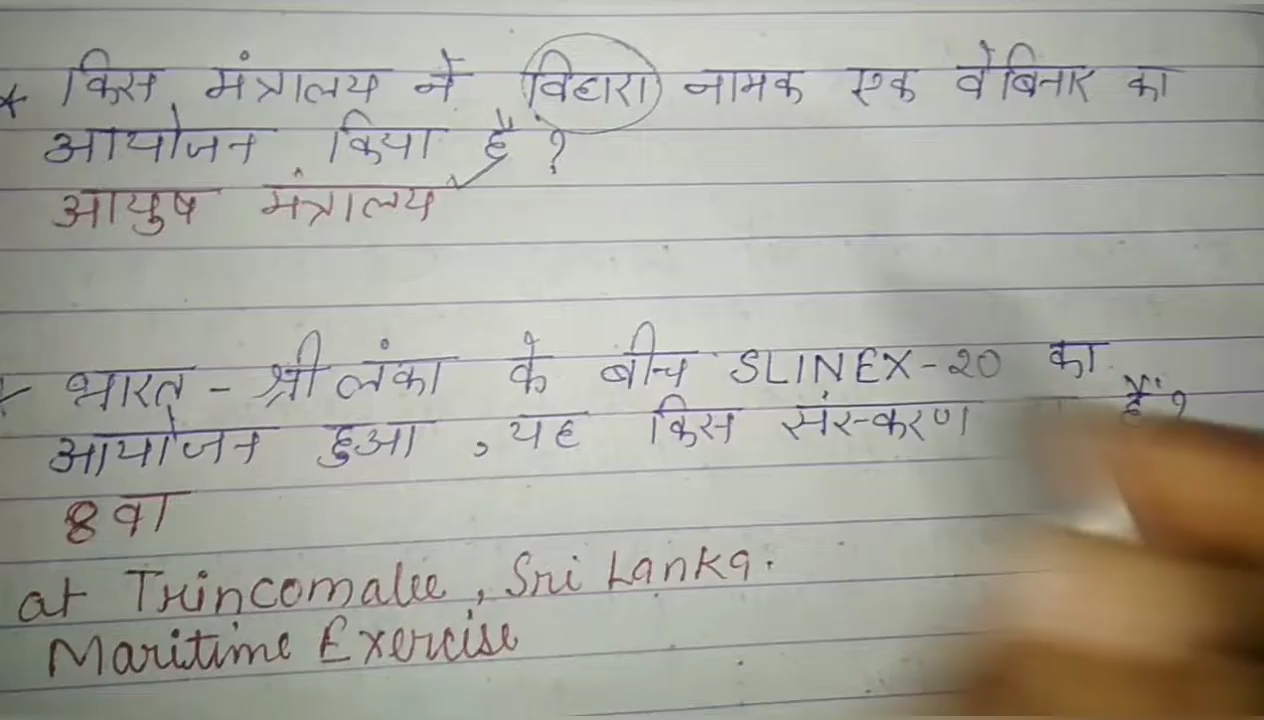 * किस मंत्रालय ने विहारा नामक एक वेबिनार का
आयोजन किया है ?
आयुष मंत्रालय
* भारत - श्रीलंका के बीच SLINEX-20 का
आयोजन हुआ , यह किस संस्करण है ?
8वा
at Trincomalee, Sri Lanka.
Maritime Exercise